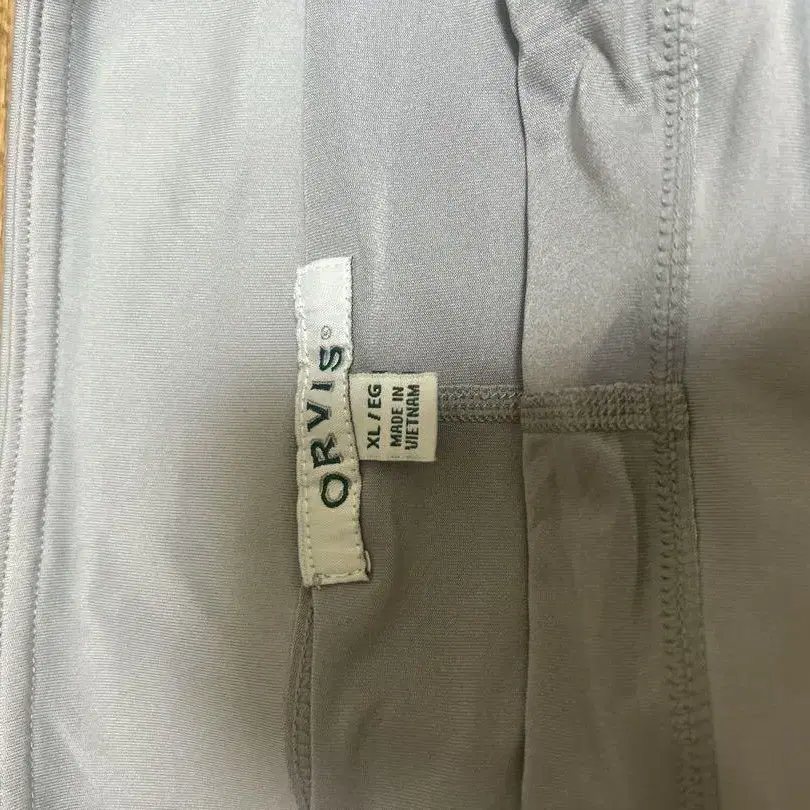 ORVIS®
XL / EG
MADE IN
VIETNAM